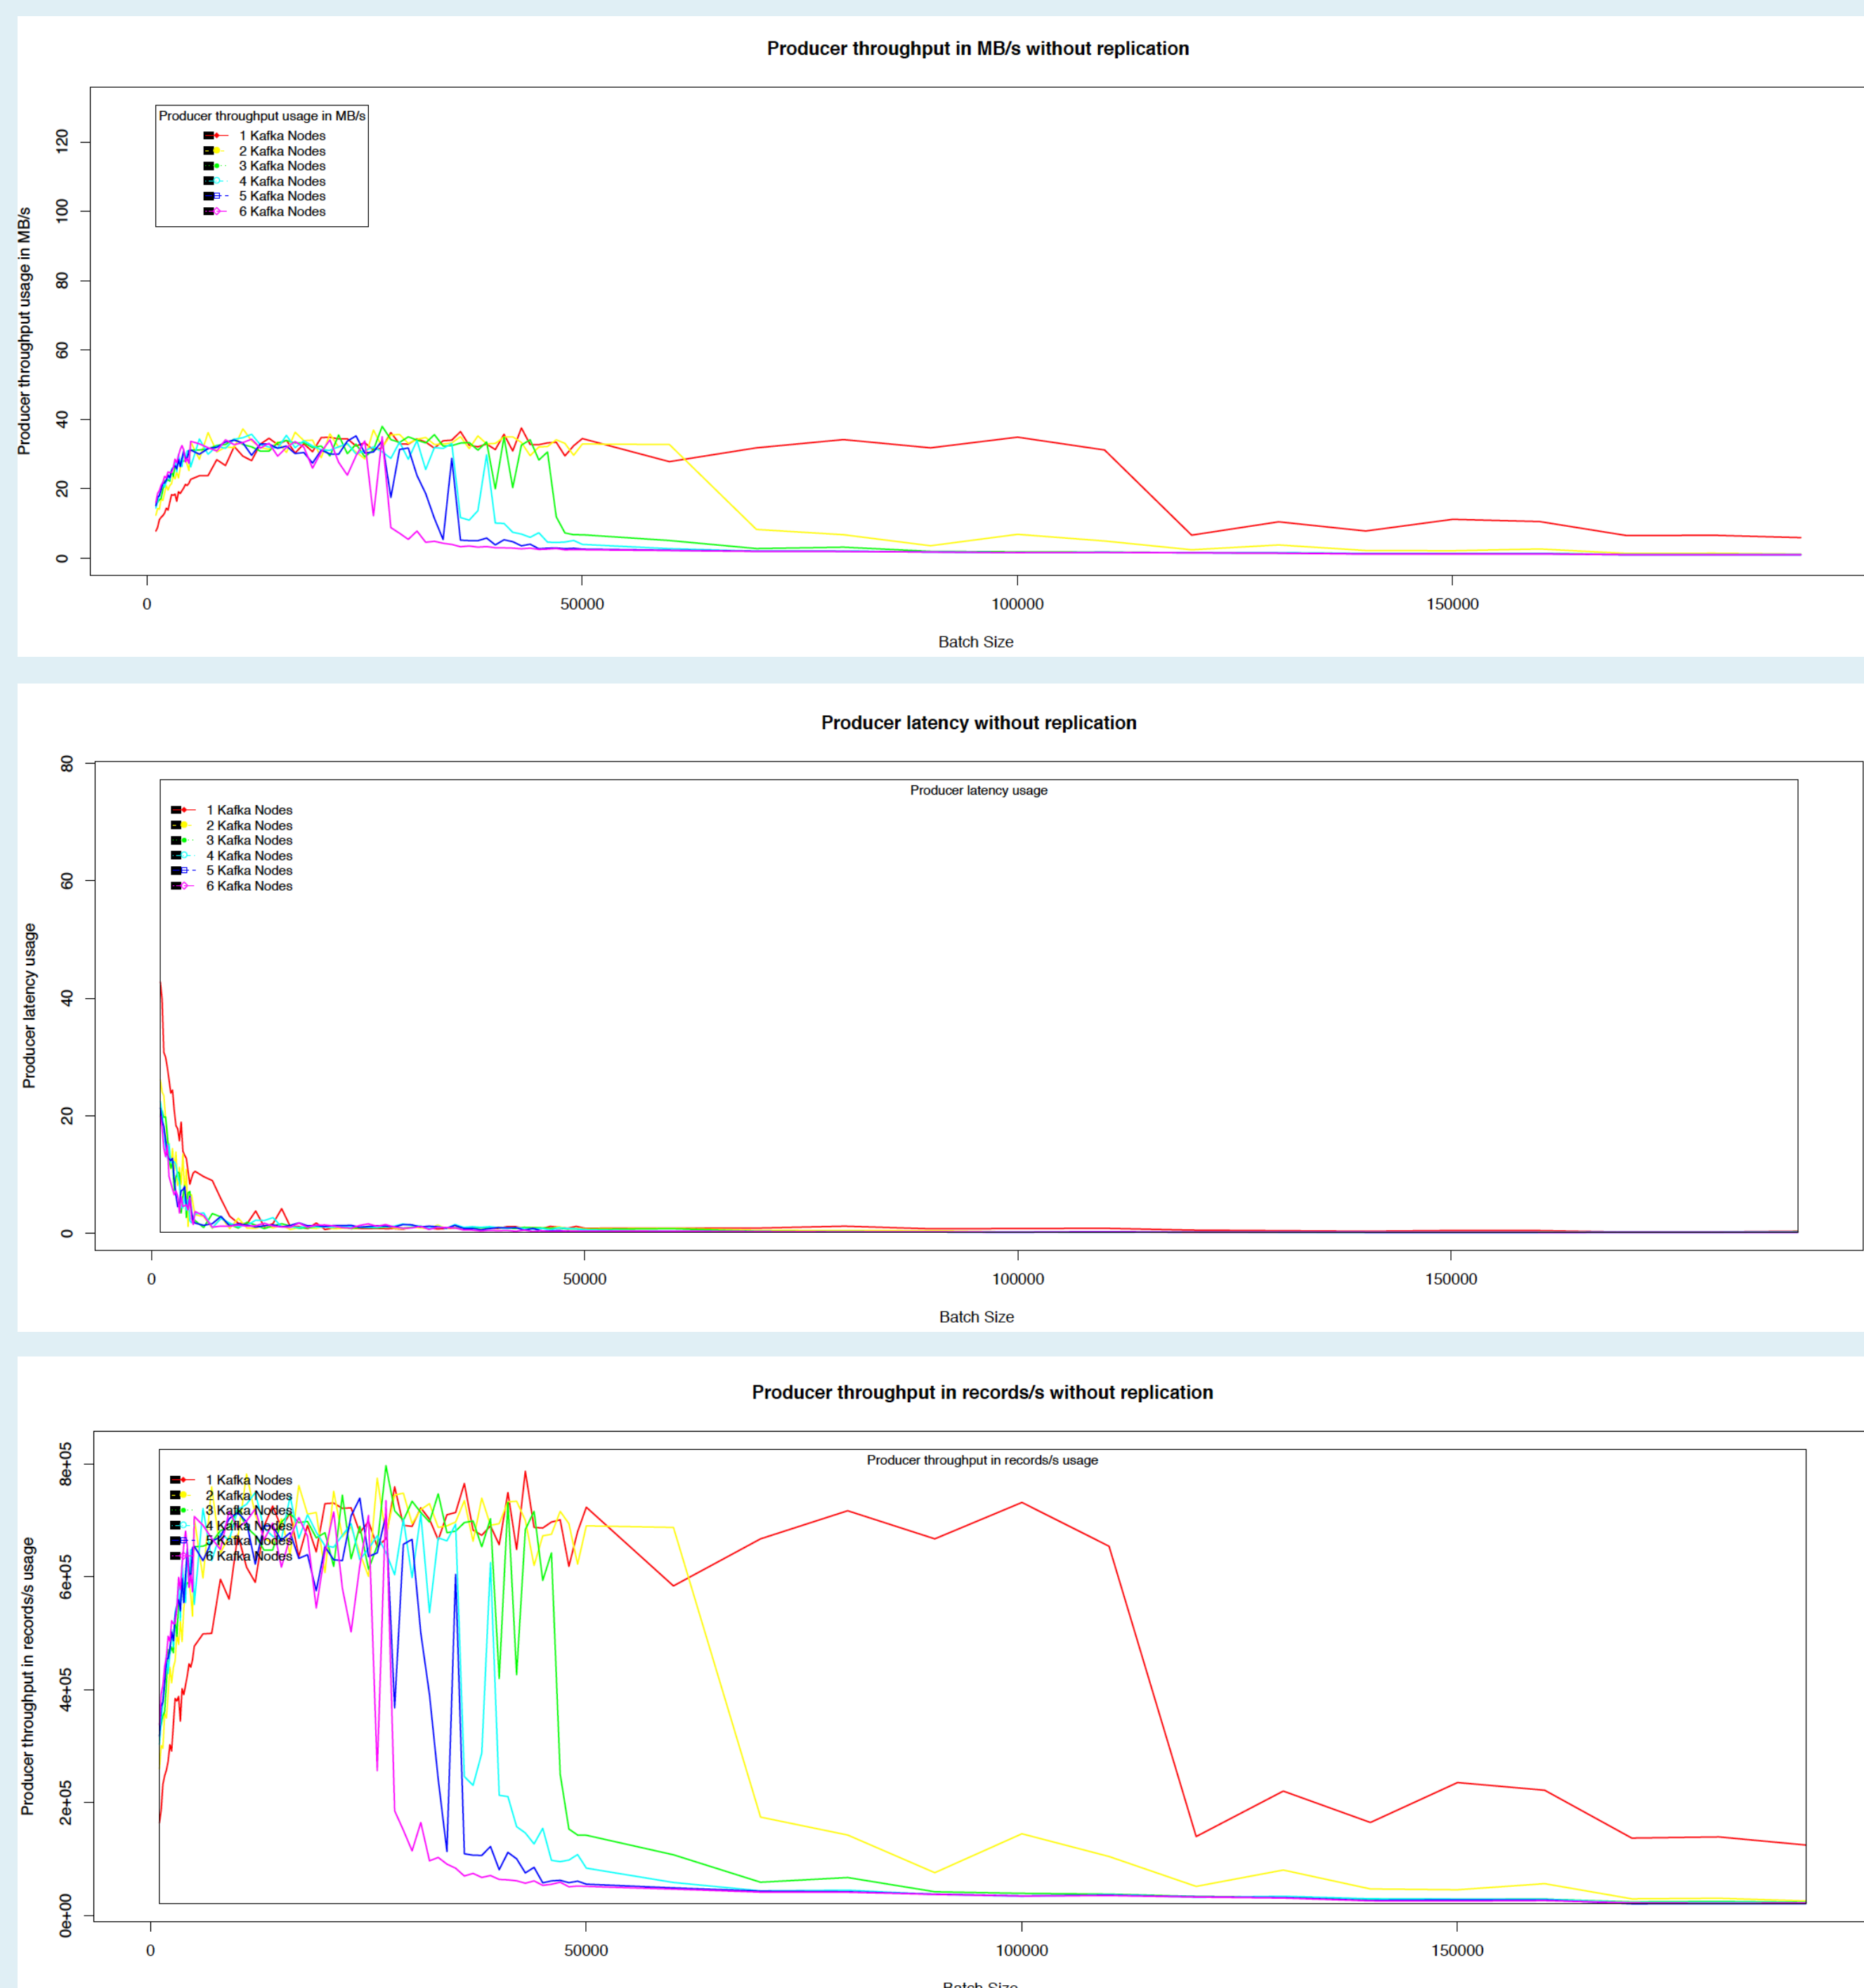 Producer throughput in MB/s without replication
Producer throughput usage in MB/s
120
100
80
60
40
20
0
Producer throughput usage in MB/s
1 Kafka Nodes
2 Kafka Nodes
3 Kafka Nodes
4 Kafka Nodes
5 Kafka Nodes
6 Kafka Nodes
0
50000
100000
150000
Batch Size
Producer latency without replication
Producer latency usage
80
60
40
20
0
Producer latency usage
1 Kafka Nodes
2 Kafka Nodes
3 Kafka Nodes
4 Kafka Nodes
5 Kafka Nodes
6 Kafka Nodes
0
50000
100000
150000
Batch Size
Producer throughput in records/s without replication
Producer throughput in records/s usage
8e+05
6e+05
4e+05
2e+05
0e+00
Producer throughput in records/s usage
1 Kafka Nodes
2 Kafka Nodes
3 Kafka Nodes
4 Kafka Nodes
5 Kafka Nodes
6 Kafka Nodes
0
50000
100000
150000
Batch Size